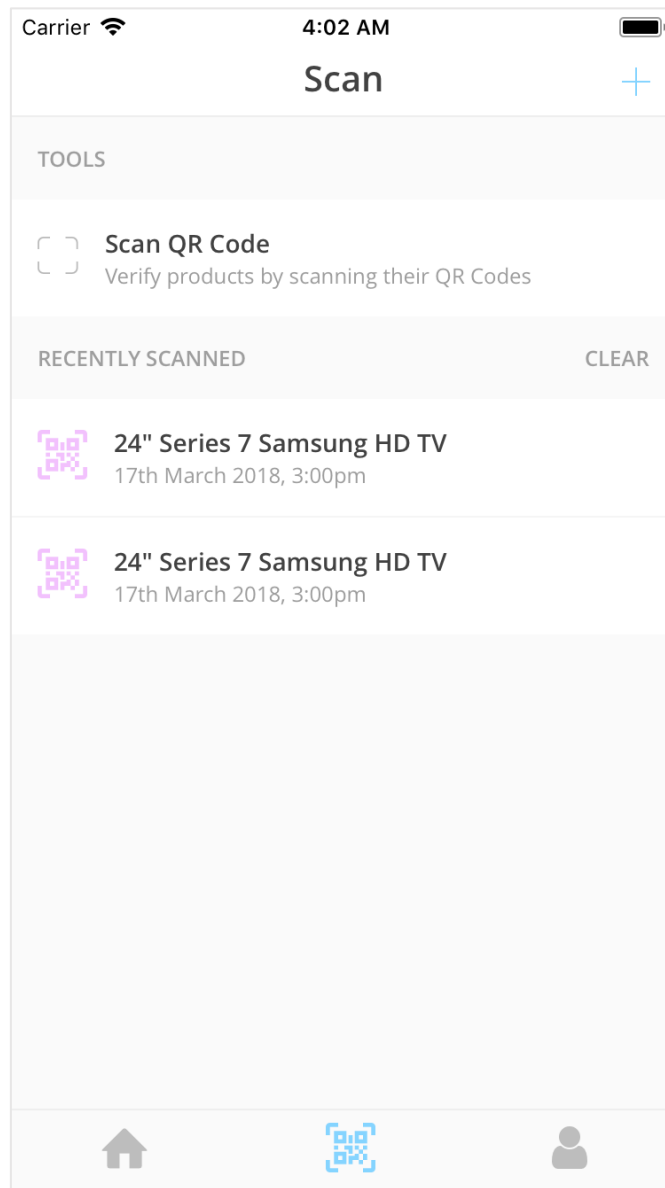 Carrier
4:02 AM
Scan
TOOLS
Scan QR Code
Verify products by scanning their QR Codes
RECENTLY SCANNED
CLEAR
24" Series 7 Samsung HD TV
17th March 2018, 3:00pm
24" Series 7 Samsung HD TV
17th March 2018, 3:00pm